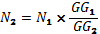 N₂ = N₁ × GG₁ / GG₂